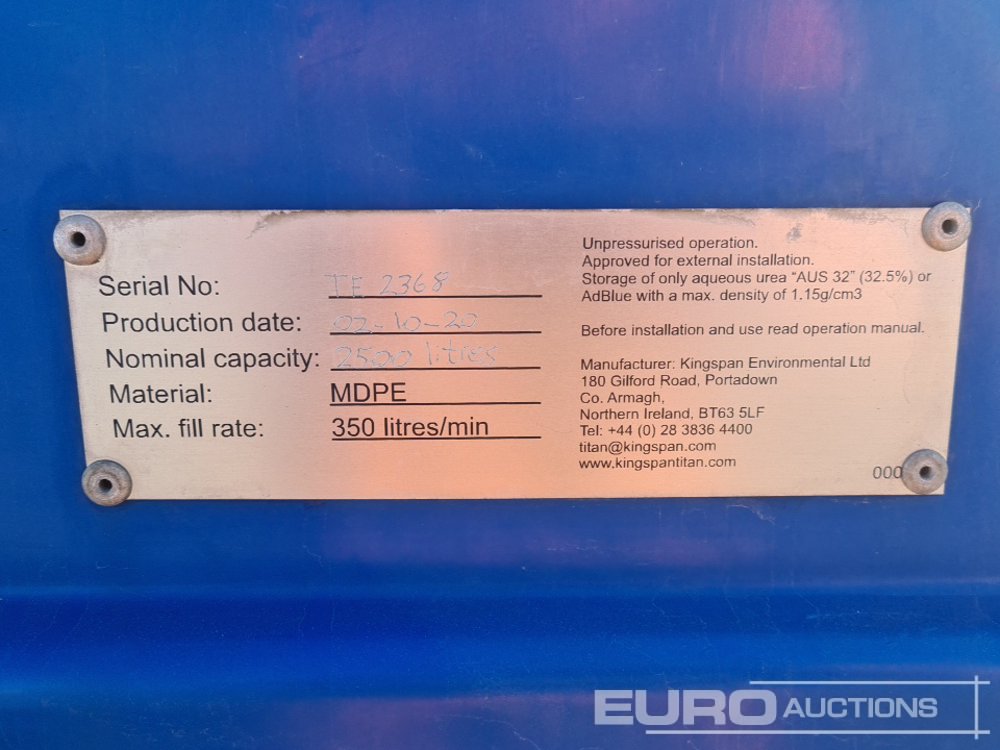 Serial No: TE 2368
Production date: 02-10-20
Nominal capacity: 2500 litres
Material: MDPE
Max. fill rate: 350 litres/min
Unpressurised operation.
Approved for external installation.
Storage of only aqueous urea “AUS 32” (32.5%) or
AdBlue with a max. density of 1.15g/cm3
Before installation and use read operation manual.
Manufacturer: Kingspan Environmental Ltd
180 Gilford Road, Portadown
Co. Armagh,
Northern Ireland, BT63 5LF
Tel: +44 (0) 28 3836 4400
titan@kingspan.com
www.kingspantitan.com
000
EURO AUCTIONS